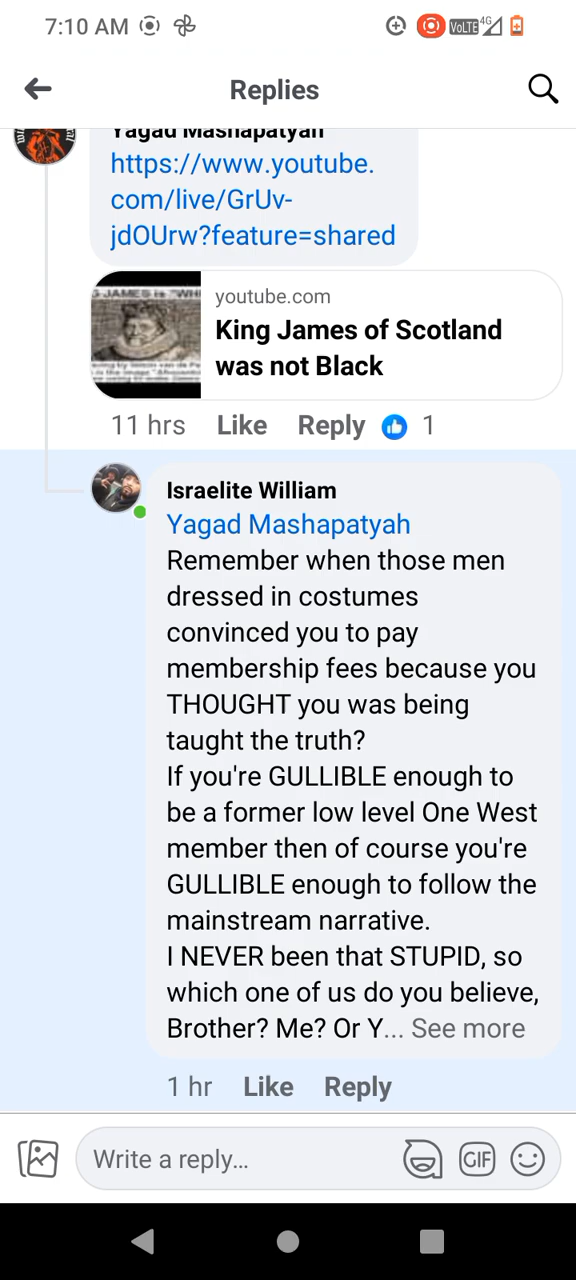 7:10 AM
VoLTE 4G
Replies
Yagad Mashapatyah
https://www.youtube.
com/live/GrUv-
jdOUrw?feature=shared
youtube.com
King James of Scotland
was not Black
11 hrs Like Reply 1
Israelite William
Yagad Mashapatyah
Remember when those men
dressed in costumes
convinced you to pay
membership fees because you
THOUGHT you was being
taught the truth?
If you're GULLIBLE enough to
be a former low level One West
member then of course you're
GULLIBLE enough to follow the
mainstream narrative.
I NEVER been that STUPID, so
which one of us do you believe,
Brother? Me? Or Y... See more
1 hr Like Reply
Write a reply...
GIF